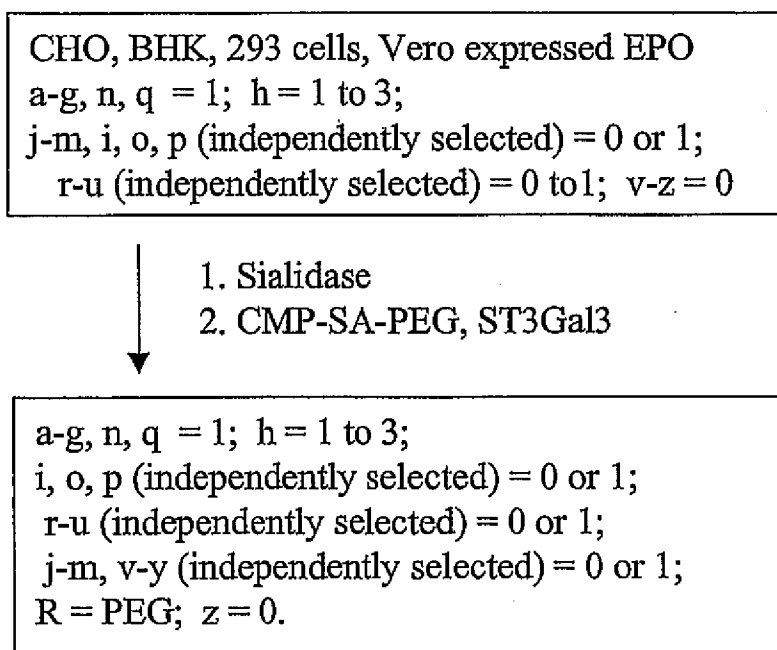 CHO, BHK, 293 cells, Vero expressed EPO
a-g, n, q = 1; h = 1 to 3;
j-m, i, o, p (independently selected) = 0 or 1;
r-u (independently selected) = 0 to1; v-z = 0
1. Sialidase
2. CMP-SA-PEG, ST3Gal3
a-g, n, q = 1; h = 1 to 3;
i, o, p (independently selected) = 0 or 1;
r-u (independently selected) = 0 or 1;
j-m, v-y (independently selected) = 0 or 1;
R = PEG; z = 0.